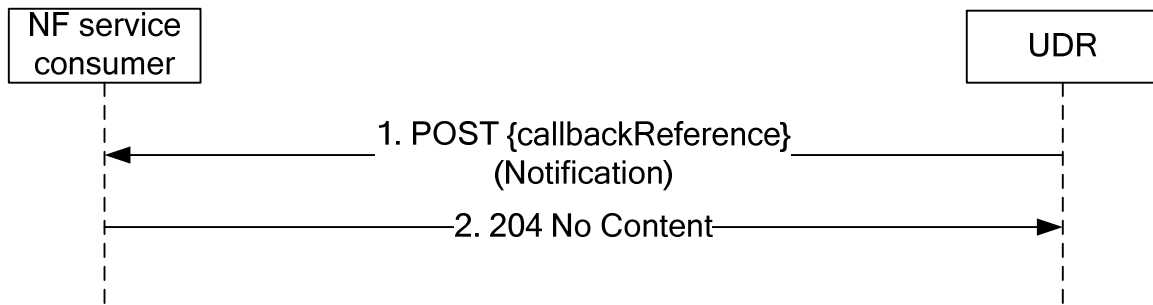 NF service
consumer
UDR
1. POST {callbackReference}
(Notification)
2. 204 No Content